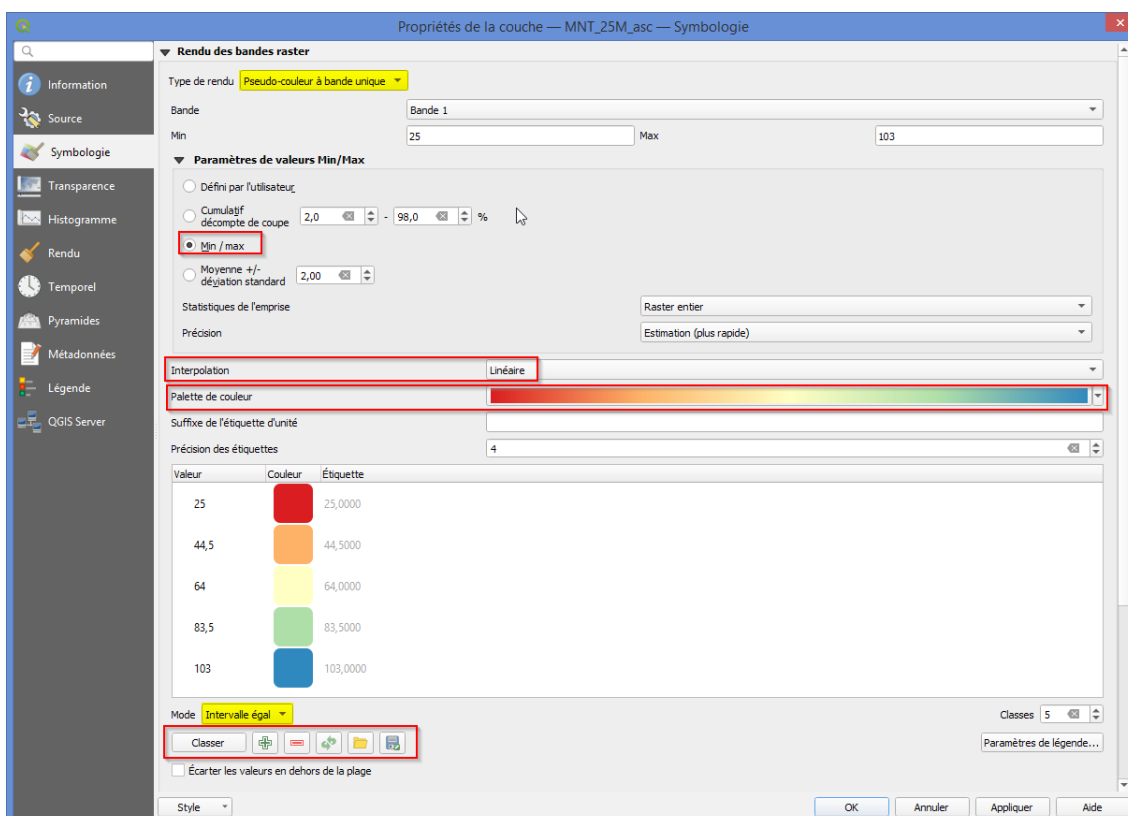 Propriétés de la couche — MNT_25M_asc — Symbologie
Information
Source
Symbologie
Transparence
Histogramme
Rendu
Temporel
Pyramides
Métadonnées
Légende
QGIS Server
Rendu des bandes raster
Type de rendu Pseudo-couleur à bande unique
Bande Bande 1
Min 25 Max 103
Paramètres de valeurs Min/Max
Défini par l'utilisateur
Cumulatif
décompte de coupe 2,0 - 98,0 %
Min / max
Moyenne +/-
déviation standard 2,00
Statistiques de l'emprise Raster entier
Précision Estimation (plus rapide)
Interpolation Linéaire
Palette de couleur
Suffixe de l'étiquette d'unité
Précision des étiquettes 4
Valeur Couleur Étiquette
25 25,0000
44,5 44,5000
64 64,0000
83,5 83,5000
103 103,0000
Mode Intervalle égal Classes 5
Classer Paramètres de légende...
Écarter les valeurs en dehors de la plage
Style OK Annuler Appliquer Aide